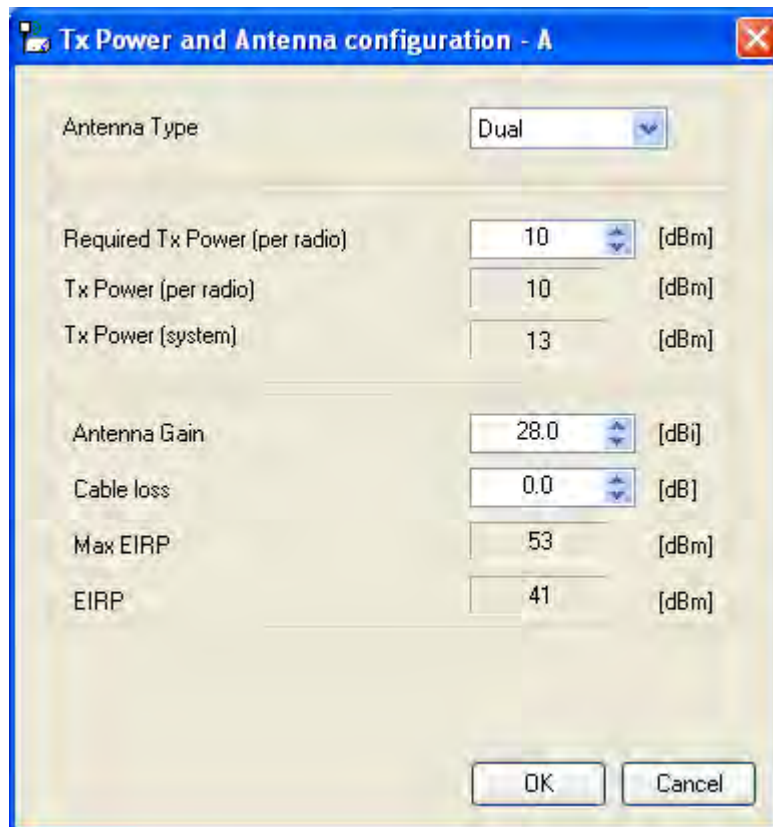 Tx Power and Antenna configuration - A
Antenna Type Dual
Required Tx Power (per radio) 10 [dBm]
Tx Power (per radio) 10 [dBm]
Tx Power (system) 13 [dBm]
Antenna Gain 28.0 [dBi]
Cable loss 0.0 [dB]
Max EIRP 53 [dBm]
EIRP 41 [dBm]
OK Cancel